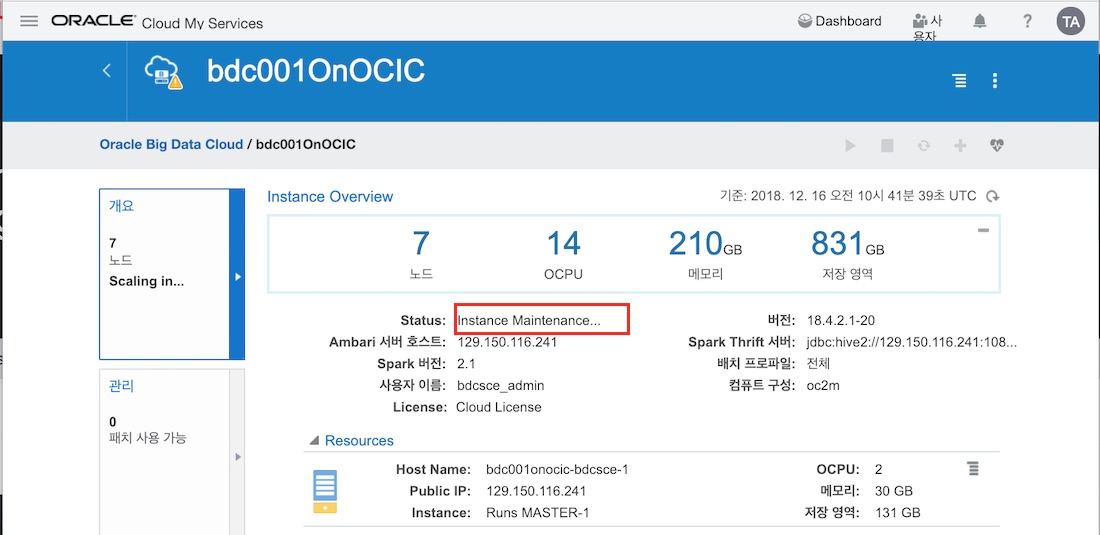 ORACLE® Cloud My Services
Dashboard
사
용자
?
TA
bdc001OnOCIC
Oracle Big Data Cloud / bdc001OnOCIC
개요
7
노드
Scaling in...
관리
0
패치 사용 가능
Instance Overview
기준: 2018. 12. 16 오전 10시 41분 39초 UTC
7
노드
14
OCPU
210GB
메모리
831GB
저장 영역
Status: Instance Maintenance...
Ambari 서버 호스트: 129.150.116.241
Spark 버전: 2.1
사용자 이름: bdcsce_admin
License: Cloud License
버전: 18.4.2.1-20
Spark Thrift 서버: jdbc:hive2://129.150.116.241:108...
배치 프로파일: 전체
컴퓨트 구성: oc2m
Resources
Host Name: bdc001onocic-bdcsce-1
Public IP: 129.150.116.241
Instance: Runs MASTER-1
OCPU: 2
메모리: 30 GB
저장 영역: 131 GB